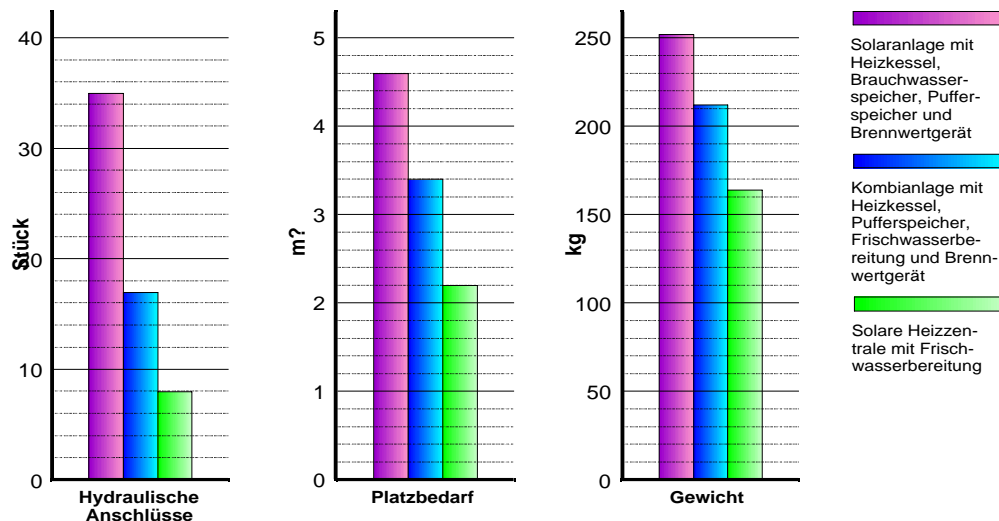 40
30
20
10
0
Stück
Hydraulische
Anschlüsse
5
4
3
2
1
0
m?
Platzbedarf
250
200
150
100
50
0
kg
Gewicht
Solaranlage mit
Heizkessel,
Brauchwasser-
speicher, Puffer-
speicher und
Brennwertgerät
Kombianlage mit
Heizkessel,
Pufferspeicher,
Frischwasserbe-
reitung und Brenn-
wertgerät
Solare Heizzen-
trale mit Frisch-
wasserbereitung